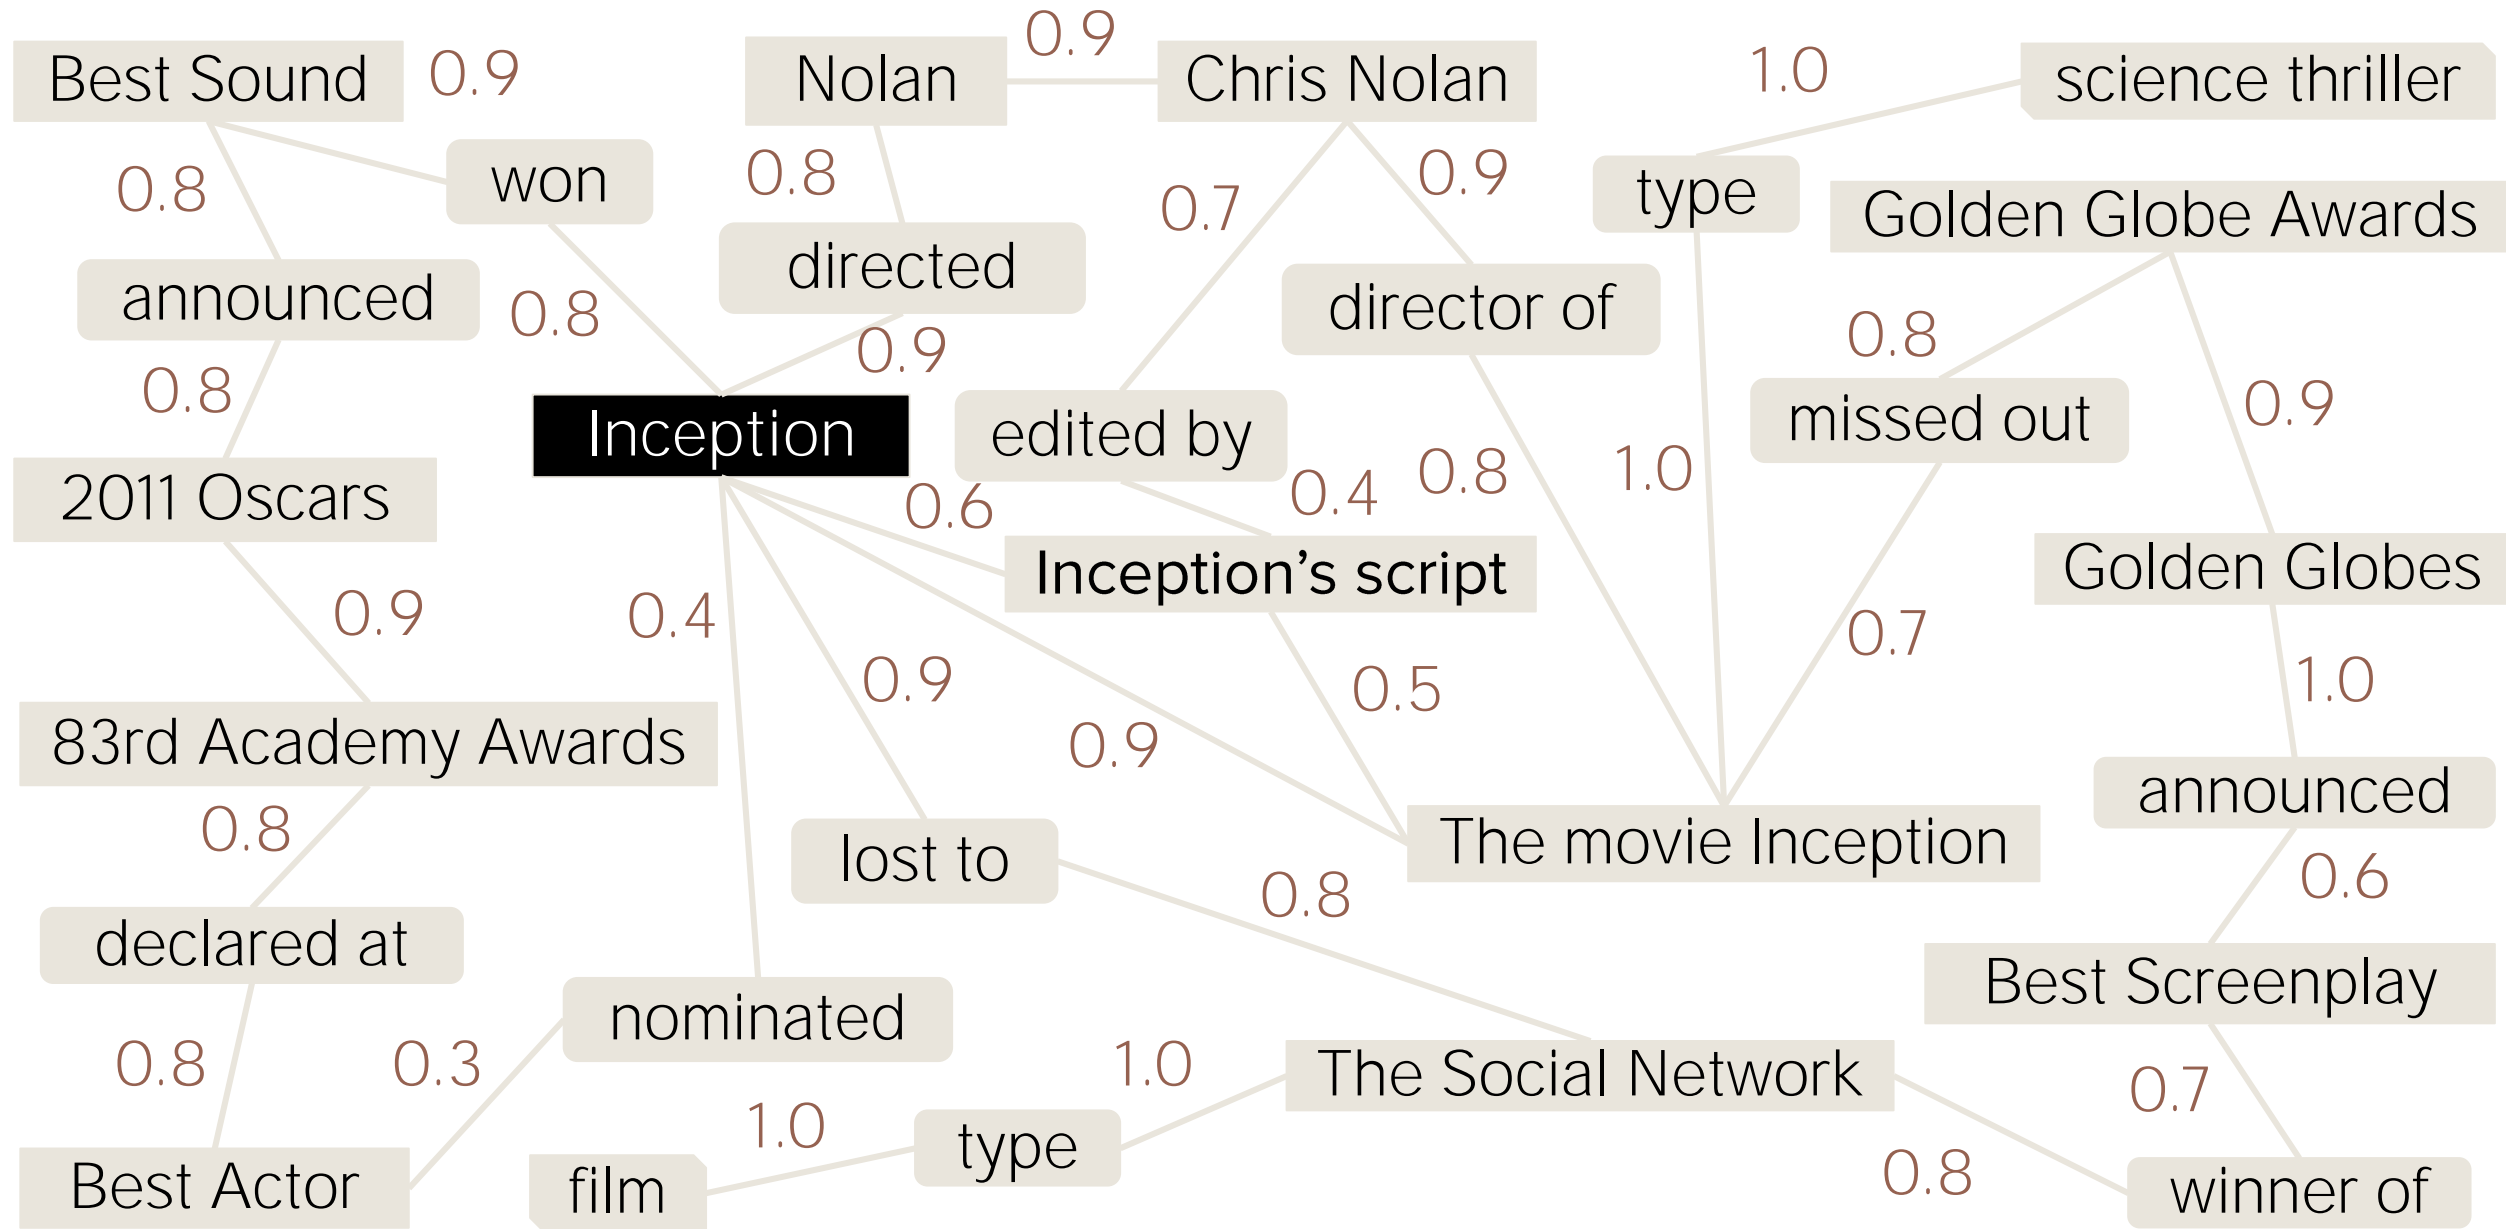 Best Sound
0.9
Nolan
0.9
Chris Nolan
1.0
science thriller
0.8
won
0.8
0.7
0.9
type
Golden Globe Awards
announced
0.8
directed
director of
0.8
0.8
0.9
Inception
edited by
missed out
0.9
2011 Oscars
0.6
0.4
0.8
1.0
Inception's script
Golden Globes
0.9
0.4
0.9
0.5
0.7
1.0
83rd Academy Awards
0.9
announced
0.8
lost to
The movie Inception
0.8
0.6
declared at
nominated
Best Screenplay
0.8
0.3
1.0
The Social Network
0.7
Best Actor
film
1.0
type
0.8
winner of